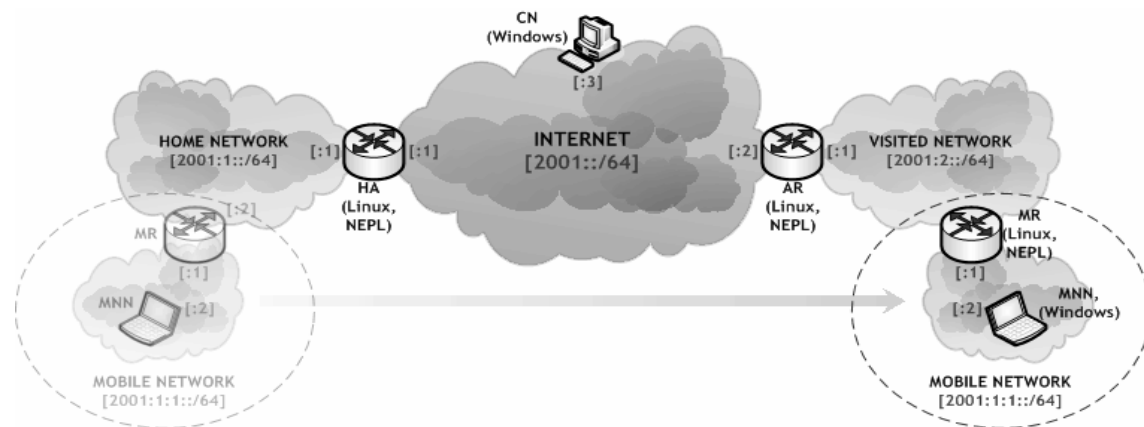 CN
(Windows)
[:3]
HOME NETWORK
[2001:1::/64]
[:1]
[:1]
HA
(Linux,
NEPL)
INTERNET
[2001::/64]
[:2]
[:1]
AR
(Linux,
NEPL)
VISITED NETWORK
[2001:2::/64]
[:2]
MR
[:1]
MNN
[:2]
MOBILE NETWORK
[2001:1:1::/64]
MR
(Linux,
NEPL)
[:1]
[:2]
MNN,
(Windows)
MOBILE NETWORK
[2001:1:1::/64]